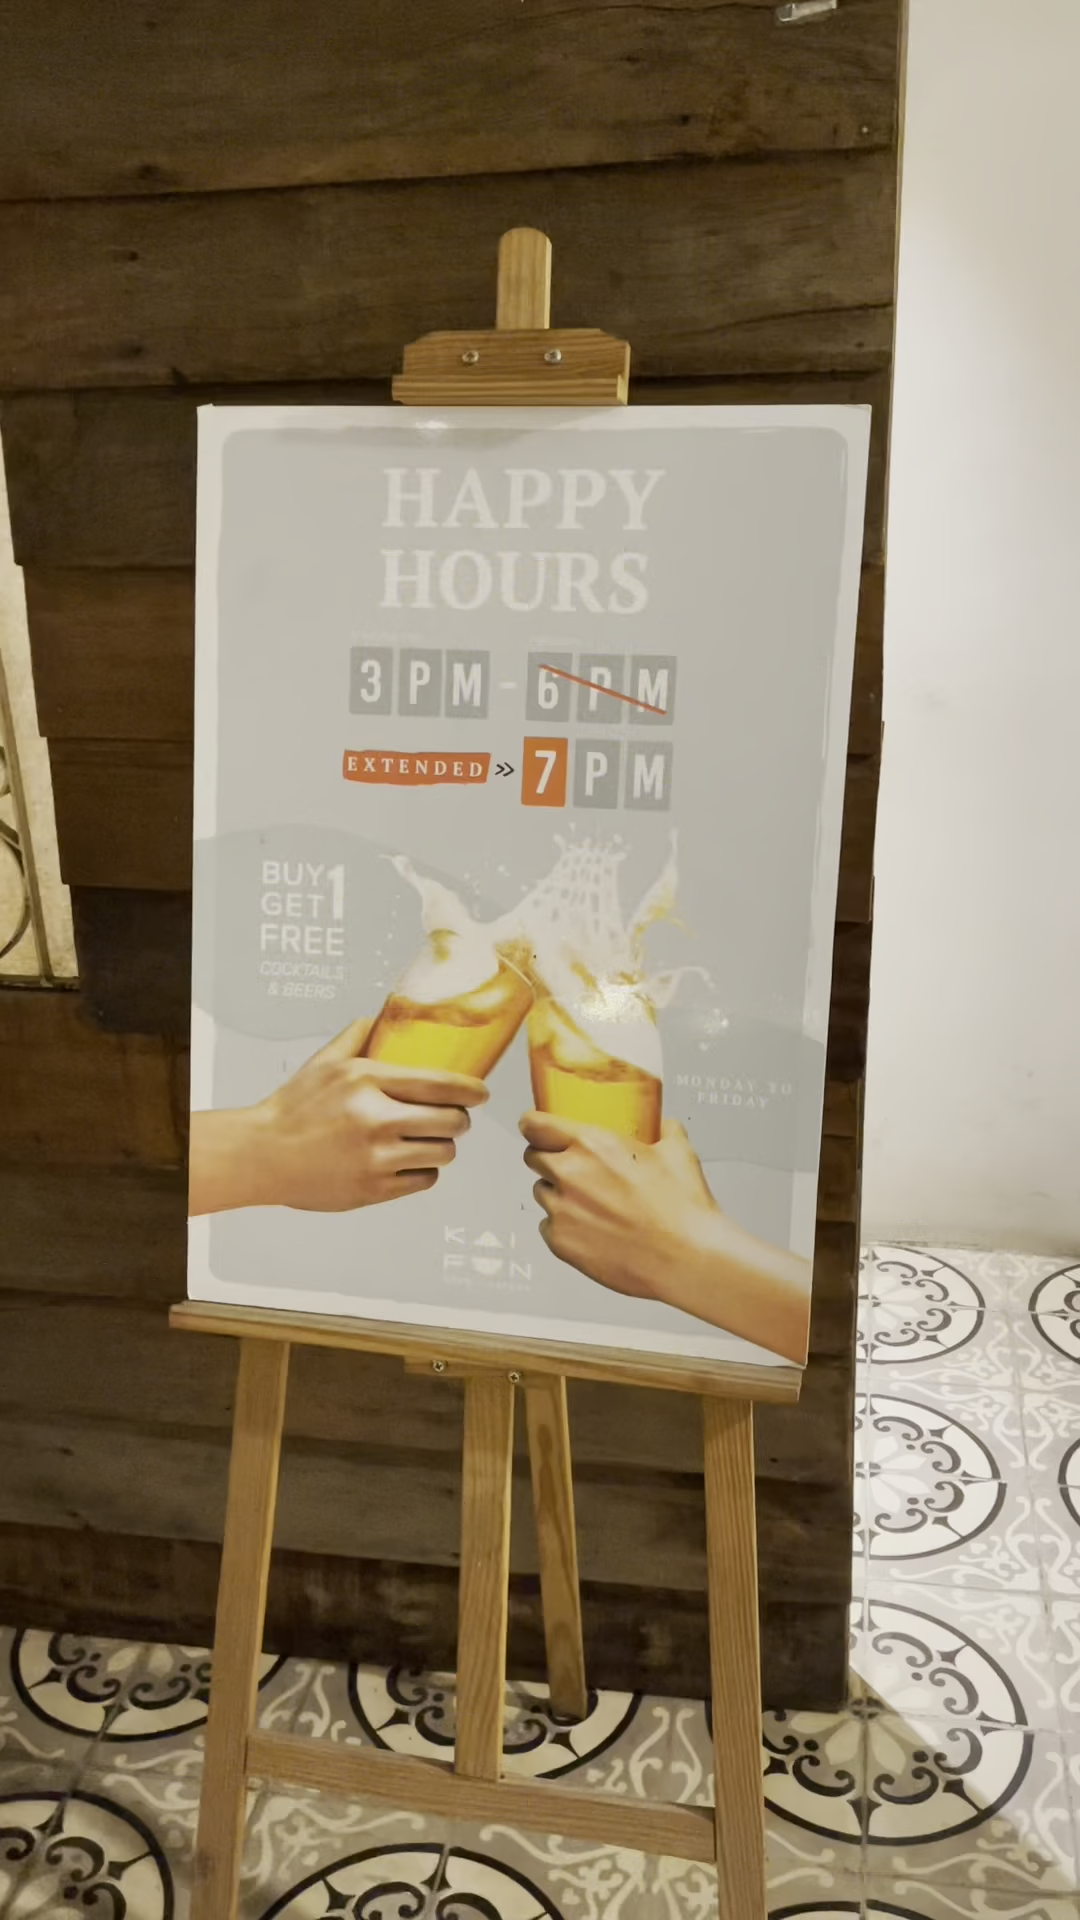 HAPPY
HOURS
3PM - 6PM
EXTENDED >> 7PM
BUY 1
GET
FREE
COCKTAILS
& BEERS
MONDAY TO
FRIDAY
KAI
FUN